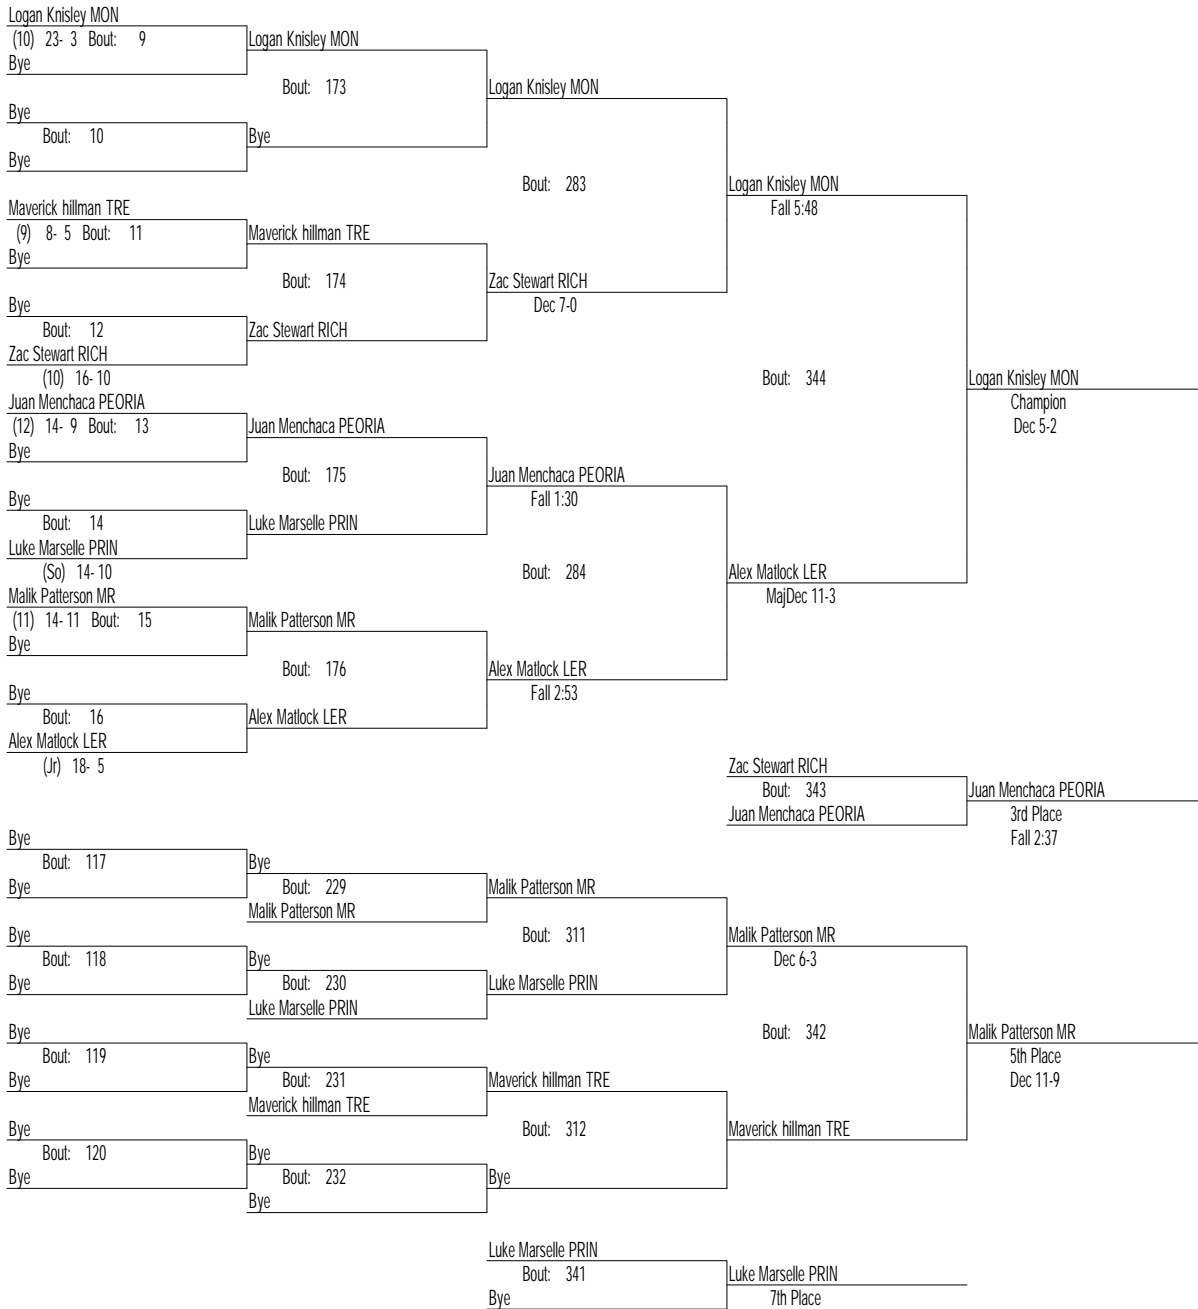 Logan Knisley MON
(10) 23- 3 Bout: 9
Bye
Logan Knisley MON
Bout: 173
Bye
Bout: 10
Bye
Bye
Logan Knisley MON
Bout: 283
Maverick hillman TRE
(9) 8- 5 Bout: 11
Bye
Maverick hillman TRE
Bout: 174
Bye
Bout: 12
Zac Stewart RICH
(10) 16- 10
Zac Stewart RICH
Zac Stewart RICH
Dec 7-0
Logan Knisley MON
Fall 5:48
Bout: 344
Juan Menchaca PEORIA
(12) 14- 9 Bout: 13
Bye
Juan Menchaca PEORIA
Bout: 175
Bye
Bout: 14
Luke Marselle PRIN
(So) 14- 10
Luke Marselle PRIN
Juan Menchaca PEORIA
Fall 1:30
Bout: 284
Malik Patterson MR
(11) 14- 11 Bout: 15
Bye
Malik Patterson MR
Bout: 176
Bye
Bout: 16
Alex Matlock LER
(Jr) 18- 5
Alex Matlock LER
Alex Matlock LER
Fall 2:53
Alex Matlock LER
MajDec 11-3
Logan Knisley MON
Champion
Dec 5-2
Zac Stewart RICH
Bout: 343
Juan Menchaca PEORIA
Juan Menchaca PEORIA
3rd Place
Fall 2:37
Bye
Bout: 117
Bye
Bye
Bout: 229
Malik Patterson MR
Malik Patterson MR
Bout: 311
Bye
Bout: 118
Bye
Bye
Bout: 230
Luke Marselle PRIN
Luke Marselle PRIN
Malik Patterson MR
Dec 6-3
Bout: 342
Bye
Bout: 119
Bye
Bye
Bout: 231
Maverick hillman TRE
Maverick hillman TRE
Bout: 312
Bye
Bout: 120
Bye
Bye
Bout: 232
Bye
Bye
Maverick hillman TRE
Malik Patterson MR
5th Place
Dec 11-9
Luke Marselle PRIN
Bout: 341
Bye
Luke Marselle PRIN
7th Place